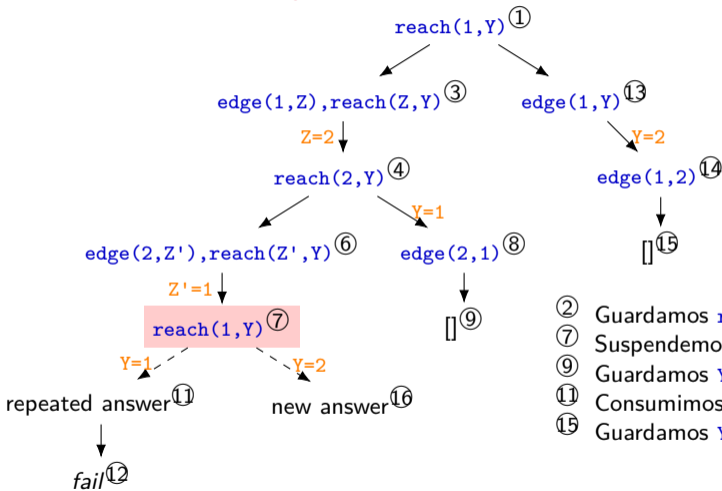 reach(1,Y)①
edge(1,Z),reach(Z,Y)③
edge(1,Y)⑬
Z=2
Y=2
reach(2,Y)④
edge(1,2)⑭
Y=1
edge(2,Z'),reach(Z',Y)⑥
edge(2,1)⑧
[]⑮
Z'=1
reach(1,Y)⑦
[]⑨
② Guardamos
⑦ Suspendemo
Y=1
Y=2
⑨ Guardamos Y
repeated answer⑪
new answer⑯
⑪ Consumimos
⑮ Guardamos Y
fail⑫